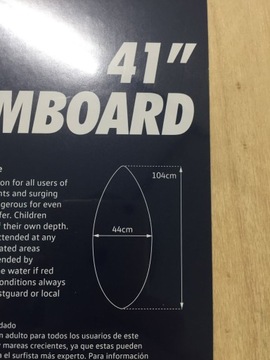 41”
MBOARD
e
on for all users of
nts and surging
gerous for even
fer. Children
their own depth.
ttended at any
ated areas
ended by
e water if red
conditions always
stguard or local
104cm
44cm
dado
n adulto para todos los usuarios de este
y mareas crecientes, ya que estas pueden
el surfista más experto. Para información